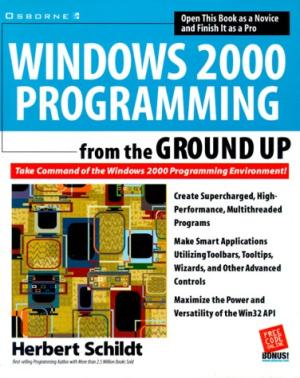 OSBORNE
Open This Book as a Novice
and Finish It as a Pro
WINDOWS 2000
PROGRAMMING
from the GROUND UP
Take Command of the Windows 2000 Programming Environment!
Create Supercharged, High-
Performance, Multithreaded
Programs
Make Smart Applications
Utilizing Toolbars, Tooltips,
Wizards, and Other Advanced
Controls
Maximize the Power and
Versatility of the Win32 API
Herbert Schildt
Best-selling Programming Author with More than 2.5 Million Books Sold
FREE
CODE
ONLINE
BONUS!